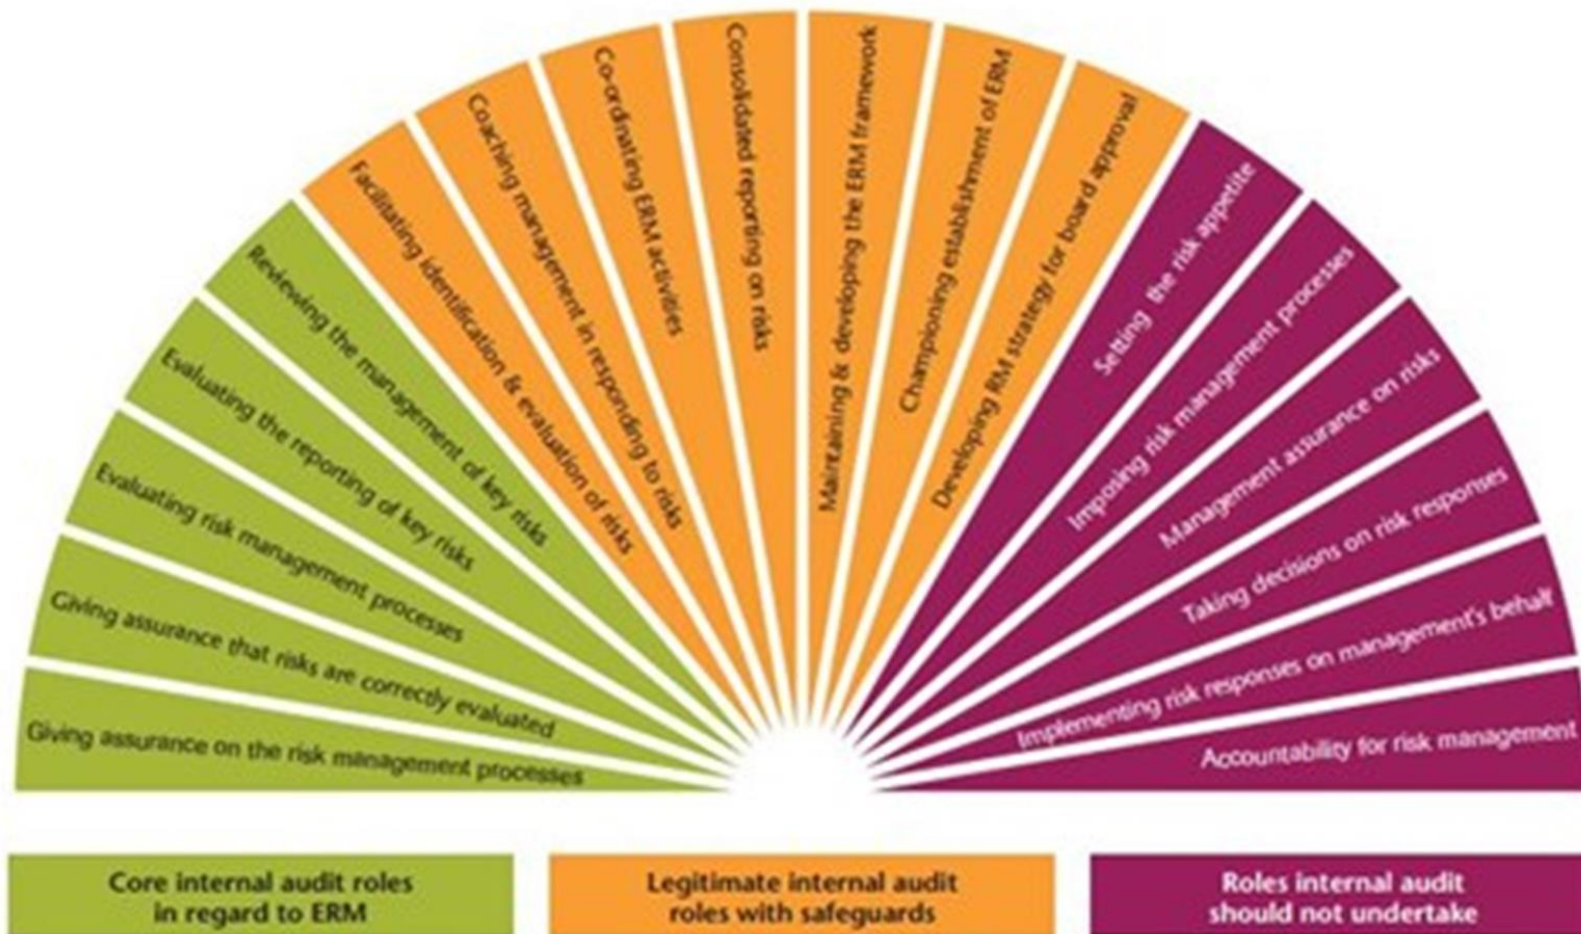 Giving assurance on the risk management processes
Giving assurance that risks are correctly evaluated
Evaluating risk management processes
Evaluating the reporting of key risks
Reviewing the management of key risks
Facilitating identification & evaluation of risks
Coaching management in responding to risks
Co-ordinating ERM activities
Consolidated reporting on risks
Maintaining & developing the ERM framework
Championing establishment of ERM
Developing RM strategy for board approval
Setting the risk appetite
Imposing risk management processes
Management assurance on risks
Taking decisions on risk responses
Implementing risk responses on management's behalf
Accountability for risk management
Core internal audit roles
in regard to ERM
Legitimate internal audit
roles with safeguards
Roles internal audit
should not undertake